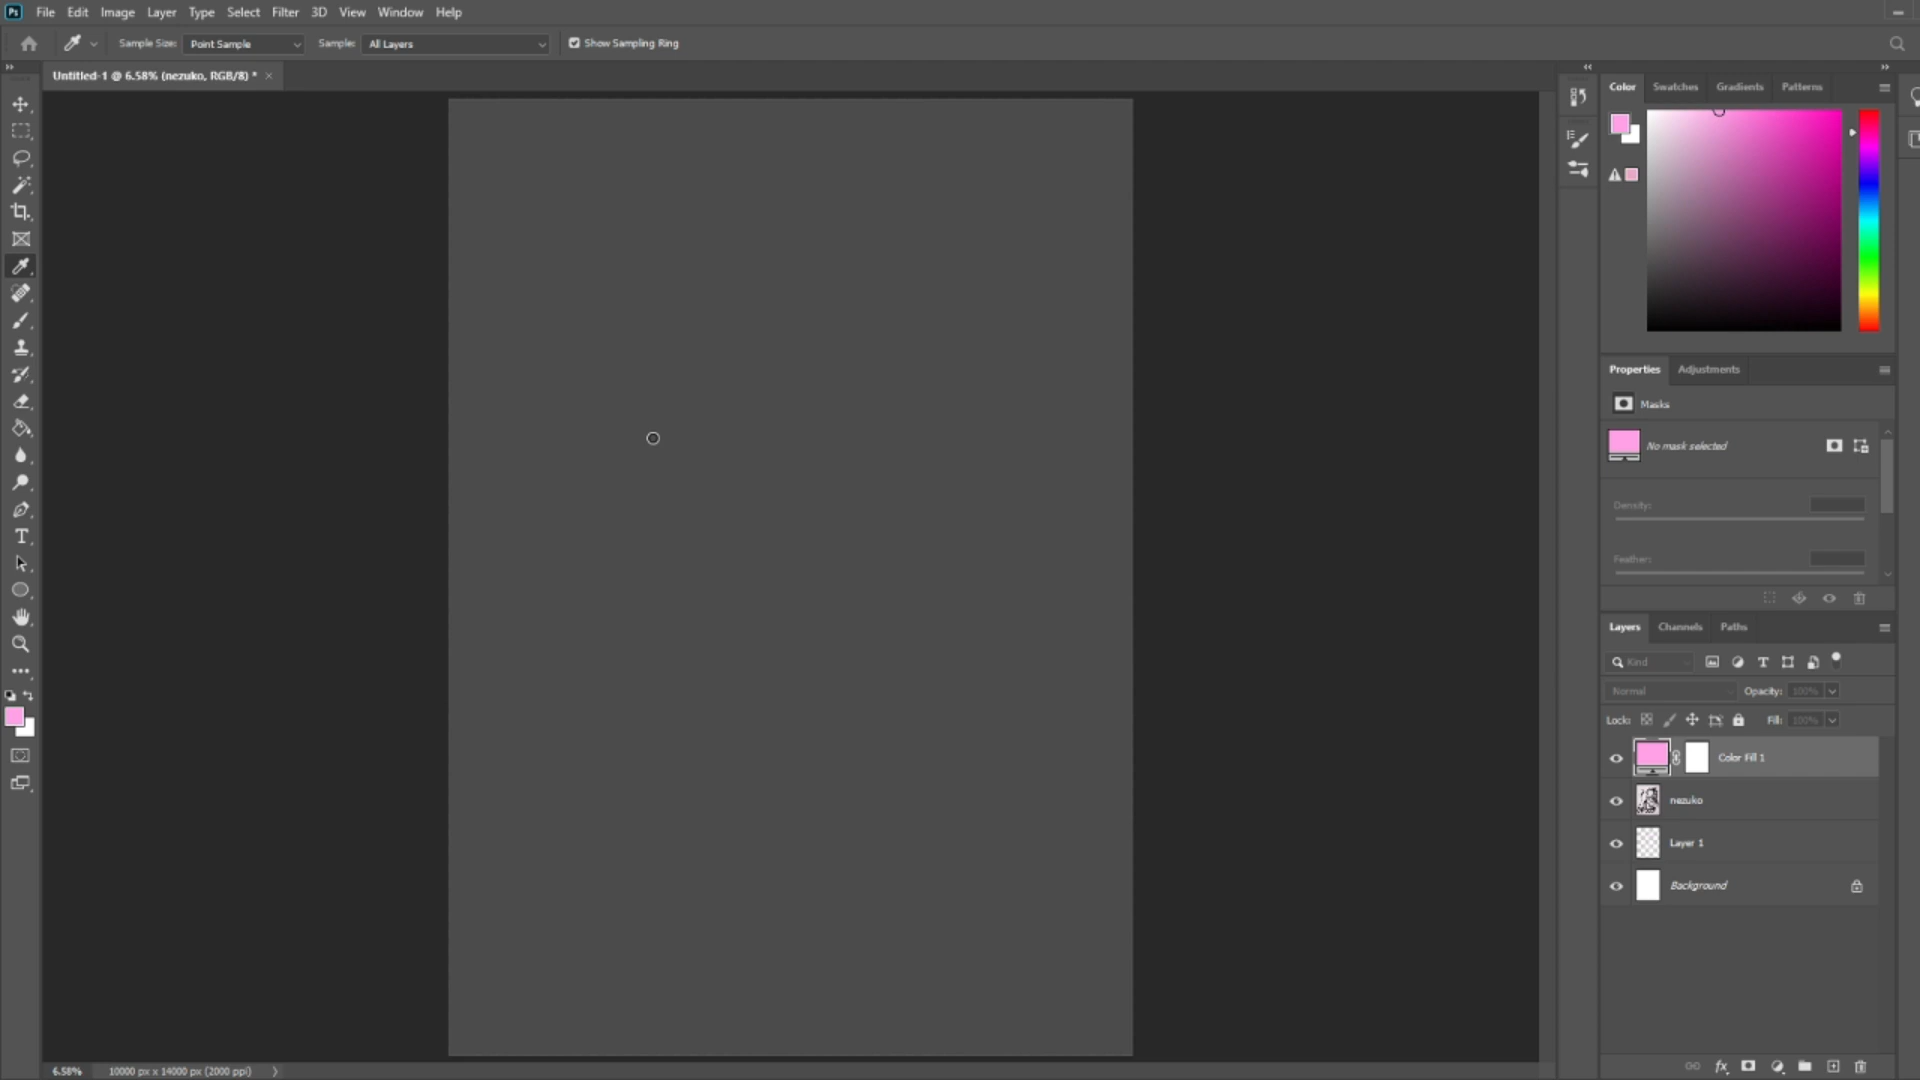 Ps File Edit Image Layer Type Select Filter 3D View Window Help
Sample Size: Point Sample Sample: All Layers Show Sampling Ring
Untitled-1 @ 6.58% (nezuko, RGB/8) *
Color Swatches Gradients Patterns
Properties Adjustments
Masks
No mask selected
Density:
Feather:
Layers Channels Paths
Kind
Normal Opacity: 100%
Lock: Fill: 100%
Color Fill 1
nezuko
Layer 1
Background
6.58% 10000 px x 14000 px (2000 ppi)